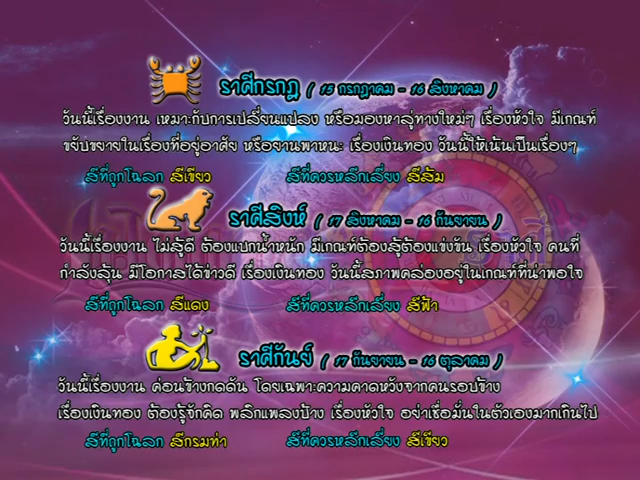 ราศีกรกฎ ( 15 กรกฎาคม - 16 สิงหาคม )
วันนี้เรื่องงาน เหมาะกับการเปลี่ยนแปลง หรือมองหาลู่ทางใหม่ๆ เรื่องหัวใจ มีเกณฑ์
ขยับขยายในเรื่องที่อยู่อาศัย หรือยานพาหนะ เรื่องเงินทอง วันนี้ให้เน้นเป็นเรื่องๆ
สีที่ถูกโฉลก สีเขียว สีที่ควรหลีกเลี่ยง สีส้ม
ราศีสิงห์ ( 17 สิงหาคม - 16 กันยายน )
วันนี้เรื่องงาน ไม่สู้ดี ต้องแบกน้ำหนัก มีเกณฑ์ต้องสู้ต้องแข่งขัน เรื่องหัวใจ คนที่
กำลังลุ้น มีโอกาสได้ข่าวดี เรื่องเงินทอง วันนี้สภาพคล่องอยู่ในเกณฑ์ที่น่าพอใจ
สีที่ถูกโฉลก สีแดง สีที่ควรหลีกเลี่ยง สีฟ้า
ราศีกันย์ ( 17 กันยายน - 16 ตุลาคม )
วันนี้เรื่องงาน ค่อนข้างกดดัน โดยเฉพาะความคาดหวังจากคนรอบข้าง
เรื่องเงินทอง ต้องรู้จักคิด พลิกแพลงบ้าง เรื่องหัวใจ อย่าเชื่อมั่นในตัวเองมากเกินไป
สีที่ถูกโฉลก สีกรมท่า สีที่ควรหลีกเลี่ยง สีเขียว